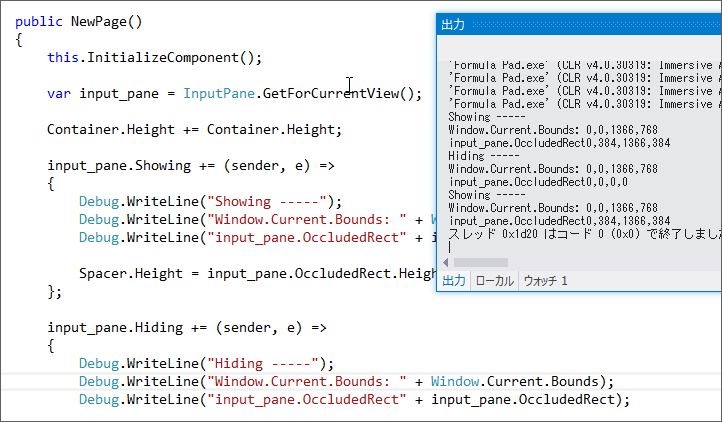 public NewPage()
{
this.InitializeComponent();
var input_pane = InputPane.GetForCurrentView();
Container.Height += Container.Height;
input_pane.Showing += (sender, e) =>
{
Debug.WriteLine("Showing -----");
Debug.WriteLine("Window.Current.Bounds: " + W
Debug.WriteLine("input_pane.OccludedRect" + i
Spacer.Height = input_pane.OccludedRect.Heigh
};
input_pane.Hiding += (sender, e) =>
{
Debug.WriteLine("Hiding -----");
Debug.WriteLine("Window.Current.Bounds: " + Window.Current.Bounds);
Debug.WriteLine("input_pane.OccludedRect" + input_pane.OccludedRect);
出力
'Formula Pad.exe' (CLR v4.0.30319: Immersive A
'Formula Pad.exe' (CLR v4.0.30319: Immersive A
'Formula Pad.exe' (CLR v4.0.30319: Immersive A
'Formula Pad.exe' (CLR v4.0.30319: Immersive A
Showing -----
Window.Current.Bounds: 0,0,1366,768
input_pane.OccludedRect0,384,1366,384
Hiding -----
Window.Current.Bounds: 0,0,1366,768
input_pane.OccludedRect0,0,0,0
Showing -----
Window.Current.Bounds: 0,0,1366,768
input_pane.OccludedRect0,384,1366,384
スレッド 0x1d20 はコード 0 (0x0) で終了しました
出力 ローカル ウォッチ 1